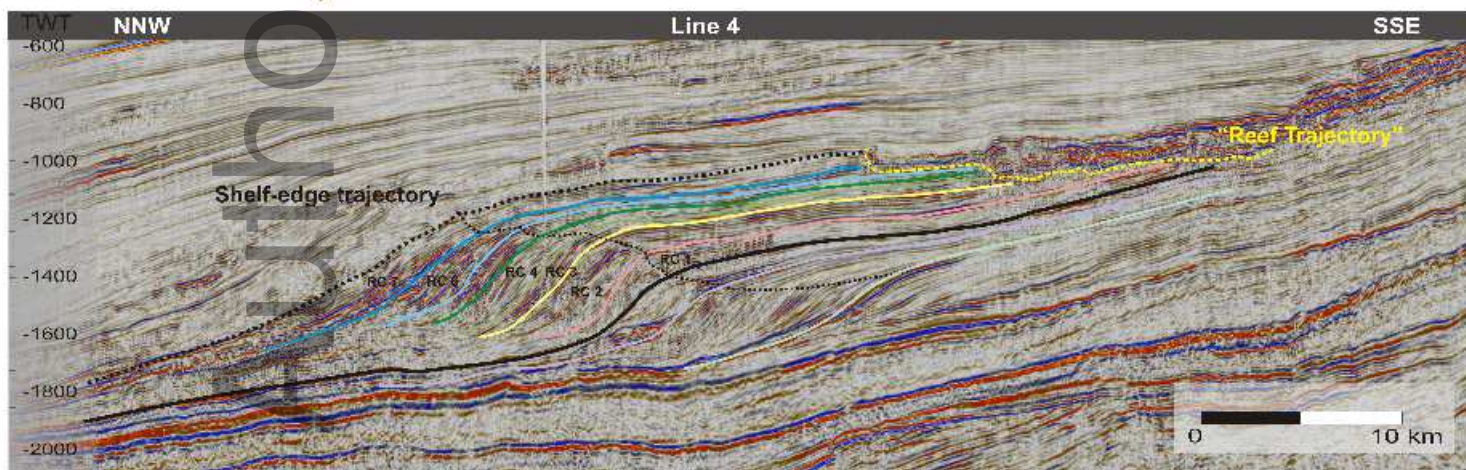 TWT NNW Line 4 SSE
-600
-800
"Reef Trajectory"
-1000
Shelf-edge trajectory
-1200
RC 1
-1400
RC 4 RC 3
RC 2
-1600
-1800
-2000
0 10 km